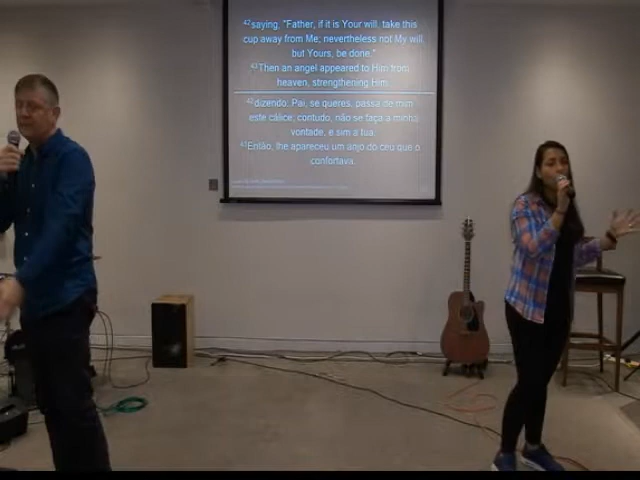 42saying, "Father, if it is Your will, take this
cup away from Me; nevertheless not My will,
but Yours, be done."
43Then an angel appeared to Him from
heaven, strengthening Him.
42dizendo: Pai, se queres, passa de mim
este cálice; contudo, não se faça a minha
vontade, e sim a tua.
43Então, lhe apareceu um anjo do céu que o
confortava.